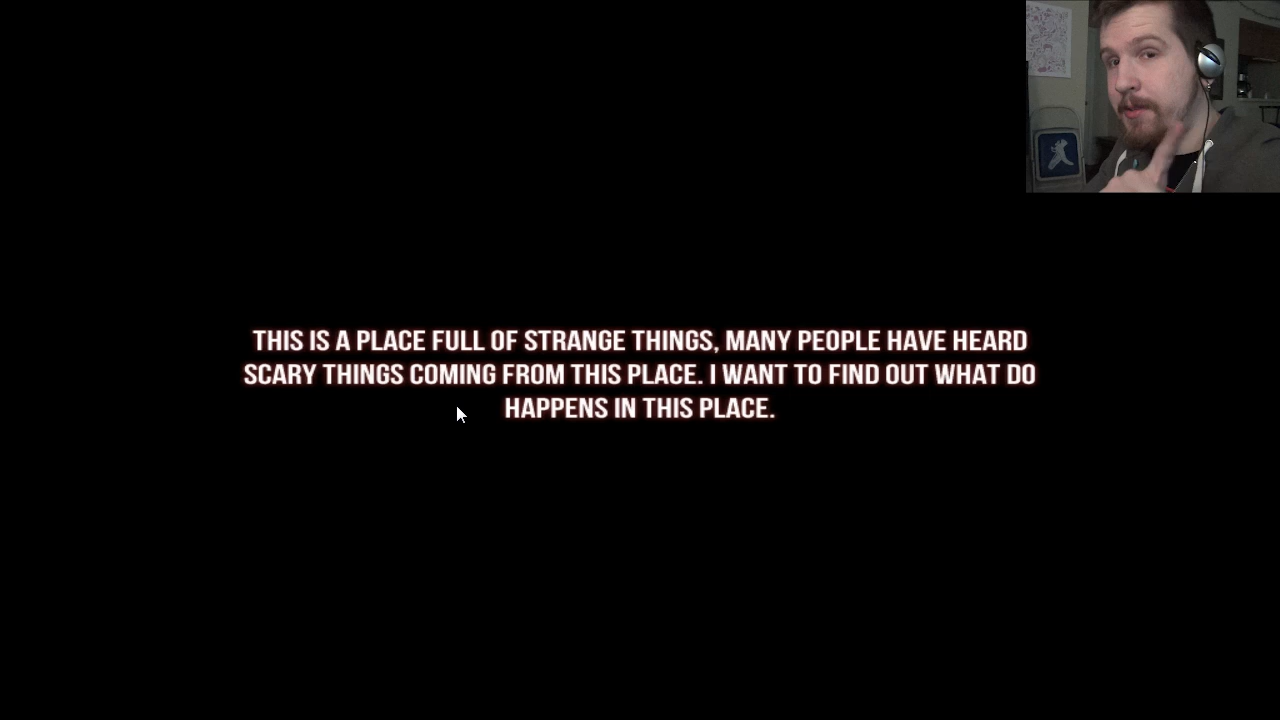 THIS IS A PLACE FULL OF STRANGE THINGS, MANY PEOPLE HAVE HEARD
SCARY THINGS COMING FROM THIS PLACE. I WANT TO FIND OUT WHAT DO
HAPPENS IN THIS PLACE.